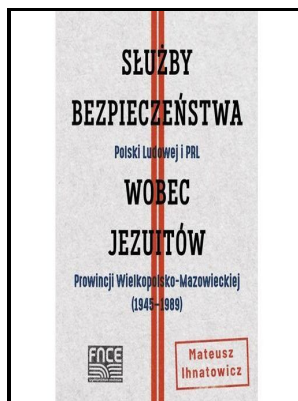 SŁUŻBY
BEZPIECZEŃSTWA
Polski Ludowej i PRL
WOBEC
JEZUITÓW
Prowincji Wielkopolsko-Mazowieckiej
(1945–1989)
FNCE
Mateusz
Ihnatowicz